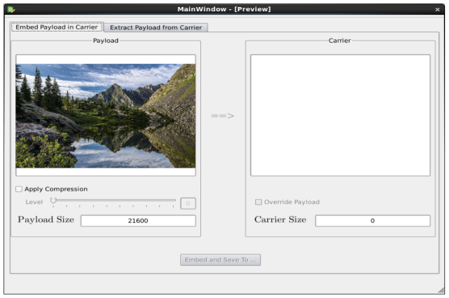 MainWindow - [Preview]
Embed Payload in Carrier
Extract Payload from Carrier
Payload
Carrier
==>
Apply Compression
Level
0
Override Payload
Payload Size
21600
Carrier Size
0
Embed and Save To ...